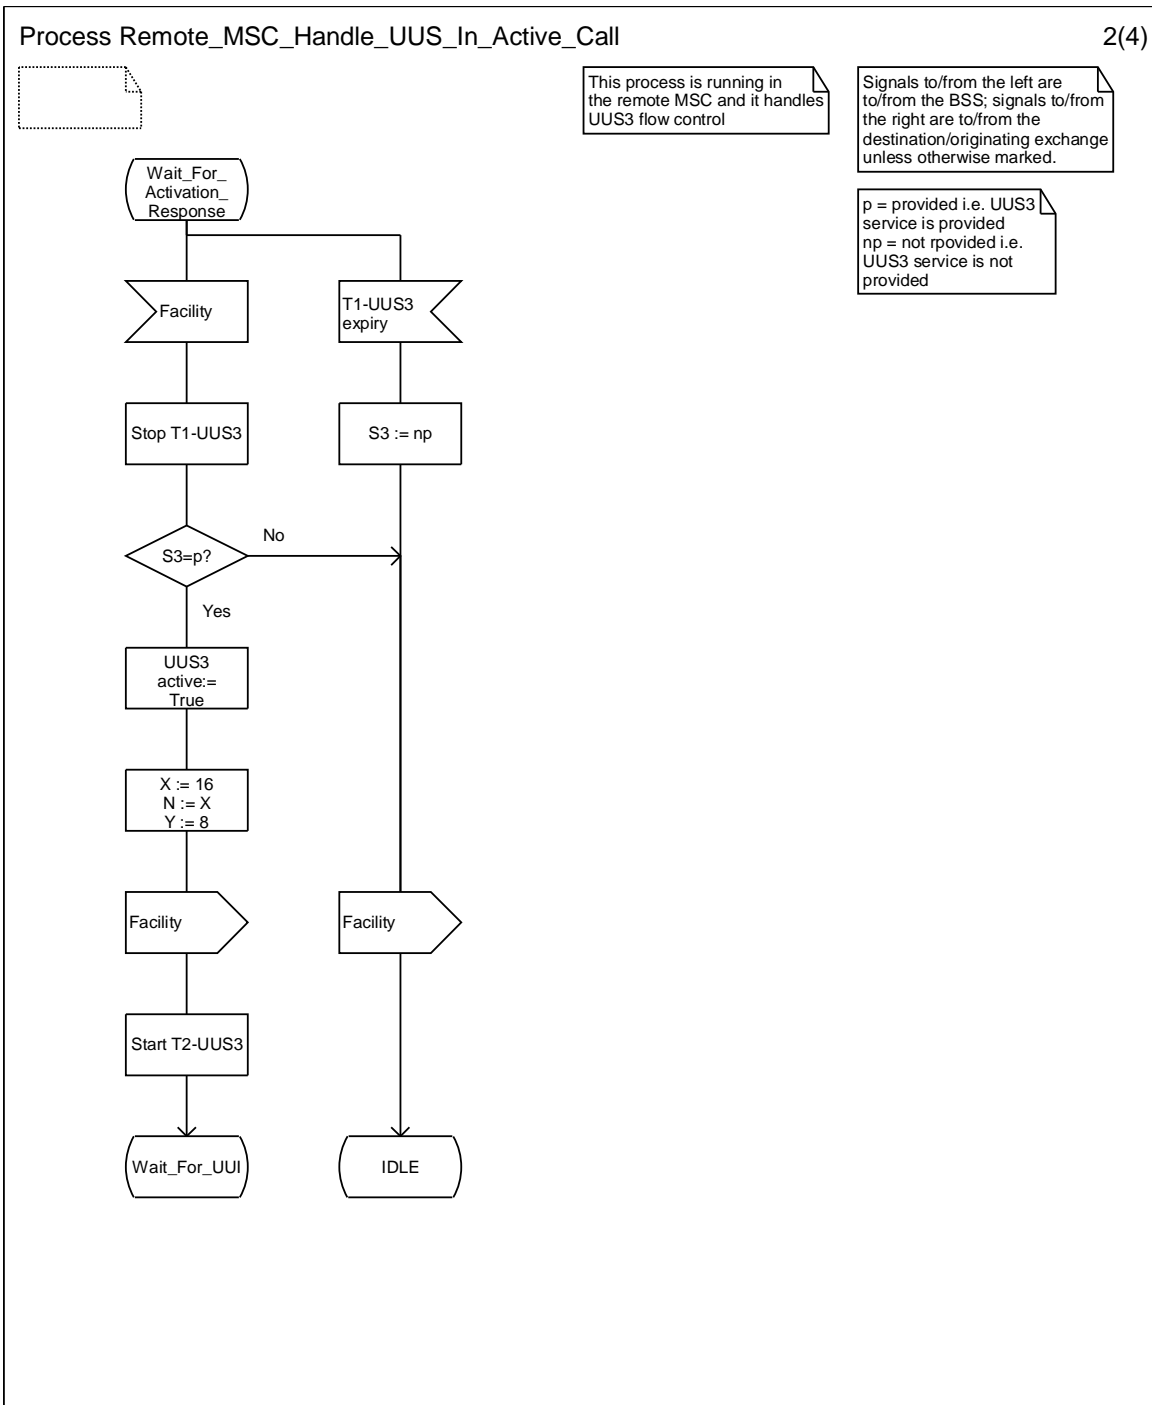 Process Remote_MSC_Handle_UUS_In_Active_Call
2(4)
This process is running in
the remote MSC and it handles
UUS3 flow control
Signals to/from the left are
to/from the BSS; signals to/from
the right are to/from the
destination/originating exchange
unless otherwise marked.
p = provided i.e. UUS3
service is provided
np = not rpovided i.e.
UUS3 service is not
provided
Wait_For_
Activation_
Response
Facility
T1-UUS3
expiry
Stop T1-UUS3
S3 := np
S3=p?
No
Yes
UUS3
active:=
True
X := 16
N := X
Y := 8
Facility
Facility
Start T2-UUS3
Wait_For_UUI
IDLE